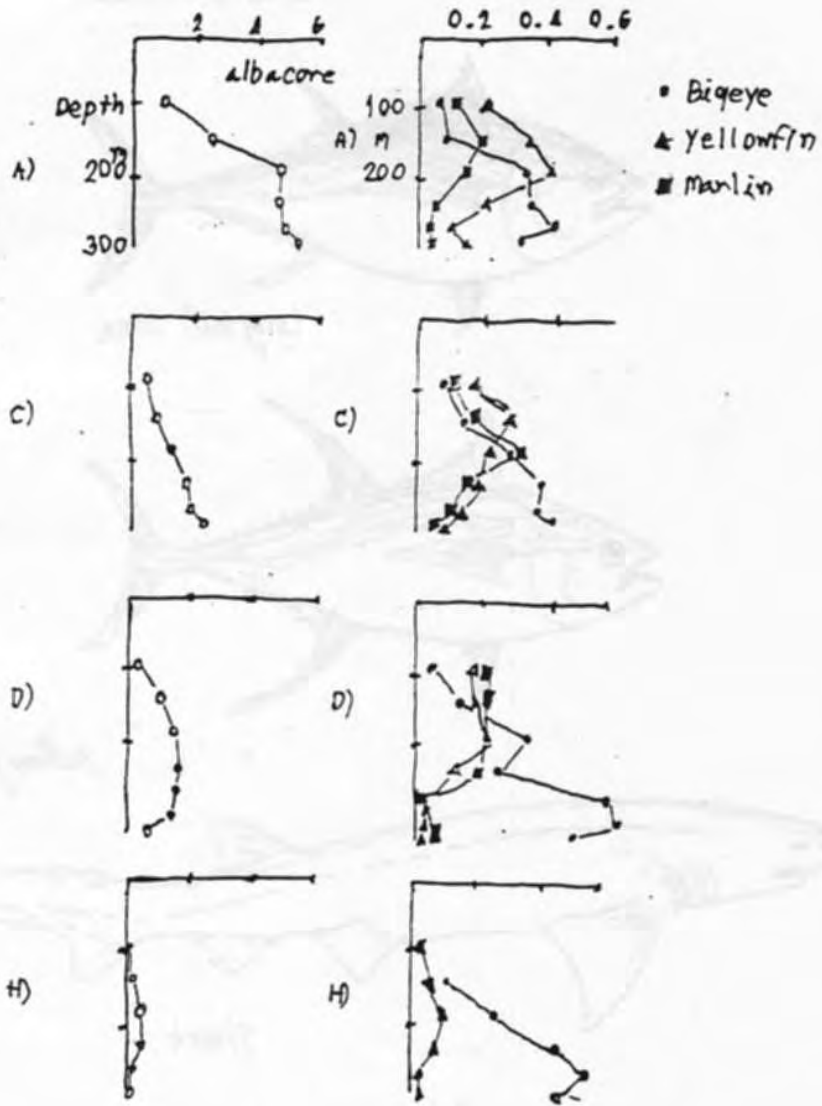 2 4 6 0.2 0.4 0.6
albacore
Depth 100 • Bigeye
A) m 200 A) M ▲ Yellowfin
200 ■ Marlin
300
C) C)
D) D)
H) H)